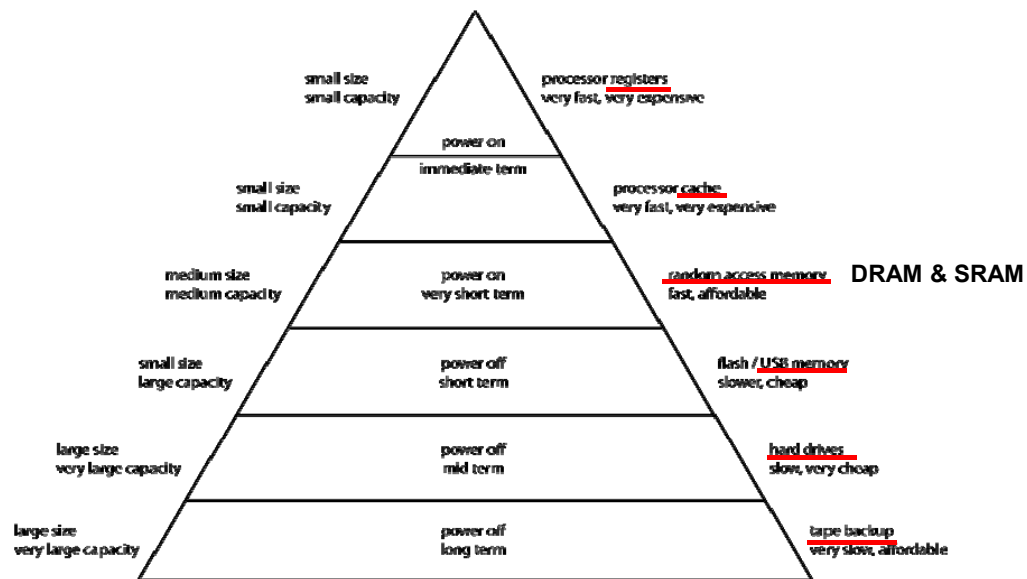 small size
small capacity
processor registers
very fast, very expensive
power on
immediate term
small size
small capacity
processor cache
very fast, very expensive
medium size
medium capacity
power on
very short term
random access memory
fast, affordable
DRAM & SRAM
small size
large capacity
power off
short term
flash / USB memory
slower, cheap
large size
very large capacity
power off
mid term
hard drives
slow, very cheap
large size
very large capacity
power off
long term
tape backup
very slow, affordable